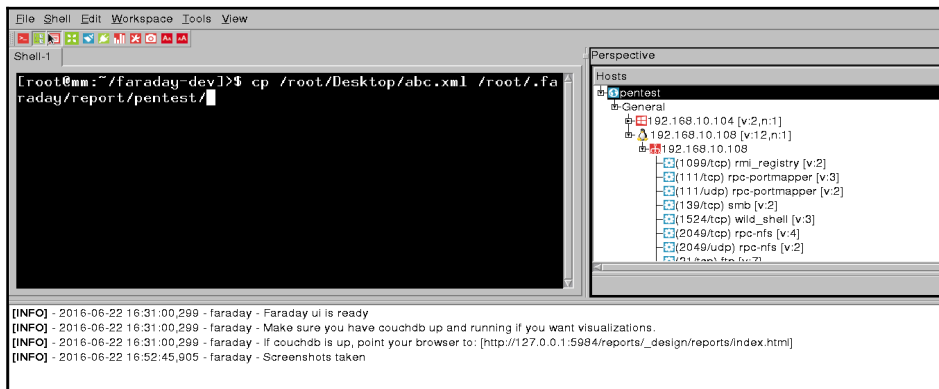 File Shell Edit Workspace Tools View
Shell-1
[root@mm:~/faraday-dev]>$ cp /root/Desktop/abc.xml /root/.fa
raday/report/pentest/
Perspective
Hosts
pentest
General
192.168.10.104 [v:2,n:1]
192.168.10.108 [v:12,n:1]
192.168.10.108
(1099/tcp) rmi_registry [v:2]
(111/tcp) rpc-portmapper [v:3]
(111/udp) rpc-portmapper [v:2]
(139/tcp) smb [v:2]
(1524/tcp) wild_shell [v:3]
(2049/tcp) rpc-nfs [v:4]
(2049/udp) rpc-nfs [v:2]
(21/tcp) ftp [v:7]
[INFO] - 2016-06-22 16:31:00,299 - faraday - Faraday ui is ready
[INFO] - 2016-06-22 16:31:00,299 - faraday - Make sure you have couchdb up and running if you want visualizations.
[INFO] - 2016-06-22 16:31:00,299 - faraday - If couchdb is up, point your browser to: [http://127.0.0.1:5984/reports/_design/reports/index.html]
[INFO] - 2016-06-22 16:52:45,905 - faraday - Screenshots taken